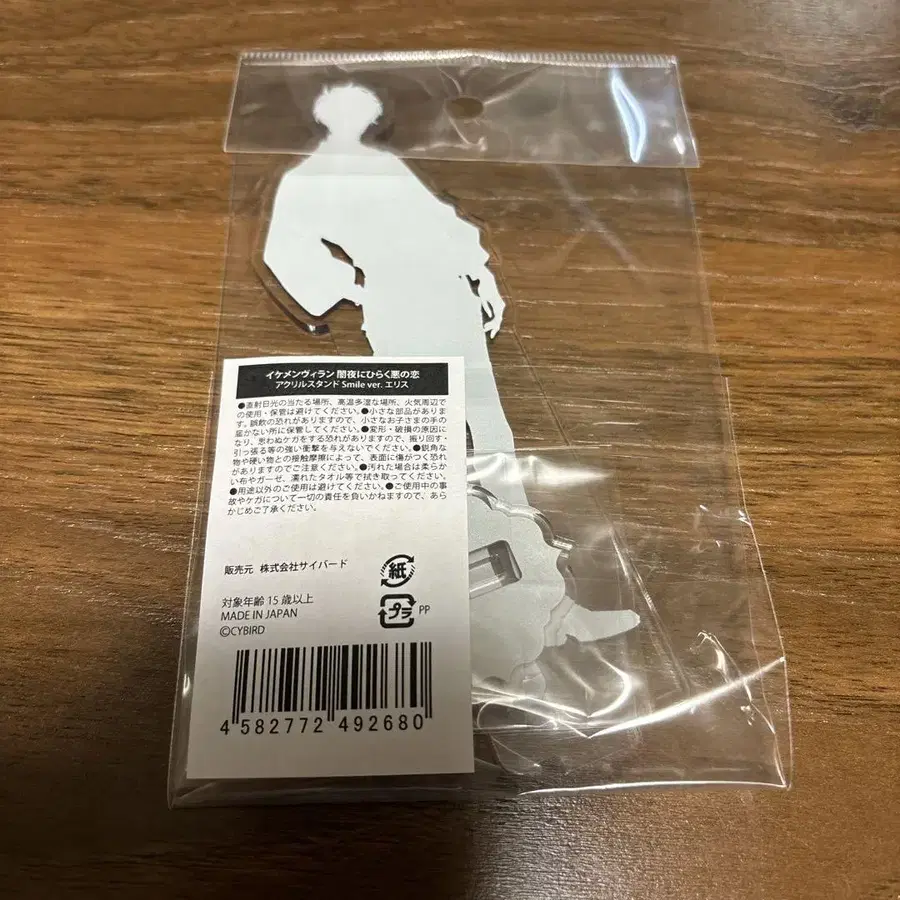 イケメンヴィラン 闇夜にひらく悪の恋
アクリルスタンド Smile ver. エリス
●直射日光の当たる場所、高温多湿な場所、火気周辺で
の使用・保管は避けてください。●小さな部品がありま
す。誤飲の恐れがありますので、小さなお子さまの手の
届かない所に保管してください。●変形・破損の原因に
なり、思わぬケガをする恐れがありますので、振り回す・
引っ張る等の強い衝撃を与えないでください。●鋭角な
物や硬い物との接触摩擦によって、表面に傷がつく恐れ
がありますのでご注意ください。●汚れた場合は柔らか
い布やガーゼ、濡れたタオル等で拭き取ってください。
●用途以外のご使用は避けてください。●ご使用中の事
故やケガについて一切の責任を負いかねますので、あら
かじめご了承ください。
販売元 株式会社サイバード
紙
対象年齢 15 歳以上
プラ PP
MADE IN JAPAN
©CYBIRD
4 582772 492680